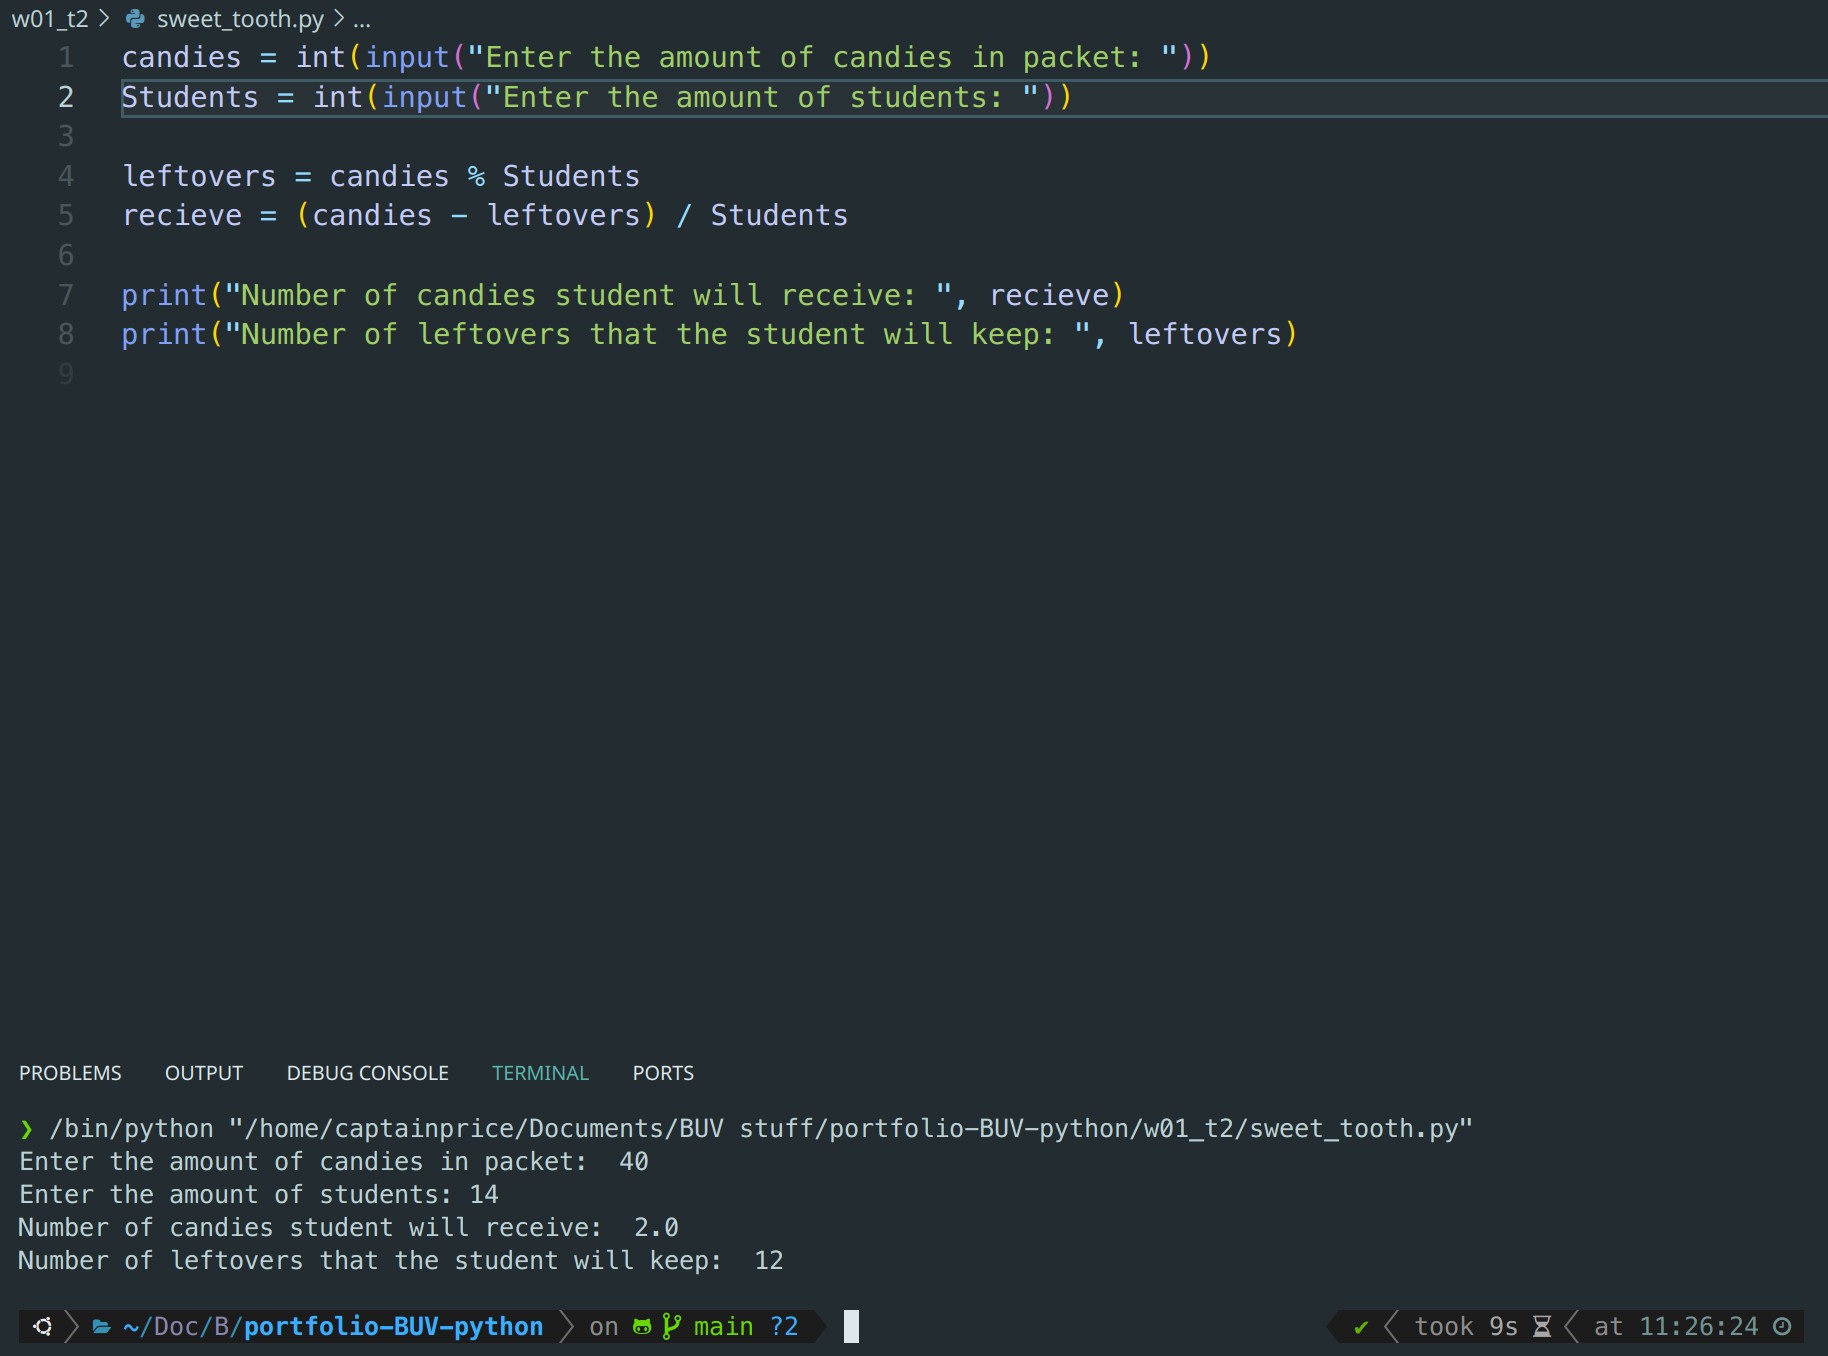 w01_t2 > sweet_tooth.py > ...
1 candies = int(input("Enter the amount of candies in packet: "))
2 Students = int(input("Enter the amount of students: "))
3
4 leftovers = candies % Students
5 recieve = (candies - leftovers) / Students
6
7 print("Number of candies student will receive: ", recieve)
8 print("Number of leftovers that the student will keep: ", leftovers)
9
PROBLEMS OUTPUT DEBUG CONSOLE TERMINAL PORTS
❯ /bin/python "/home/captainprice/Documents/BUV stuff/portfolio-BUV-python/w01_t2/sweet_tooth.py"
Enter the amount of candies in packet:  40
Enter the amount of students: 14
Number of candies student will receive:  2.0
Number of leftovers that the student will keep:  12
~/Doc/B/portfolio-BUV-python on main ?2 ✔ took 9s at 11:26:24